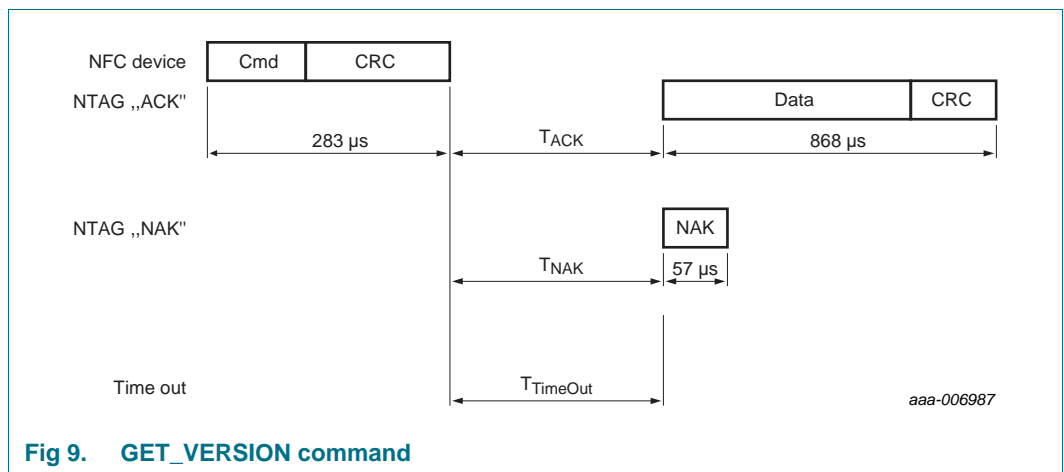 NFC device Cmd CRC
NTAG ,,ACK" Data CRC
283 µs TACK 868 µs
NTAG ,,NAK" NAK
TNAK 57 µs
Time out TTimeOut
aaa-006987
Fig 9. GET_VERSION command